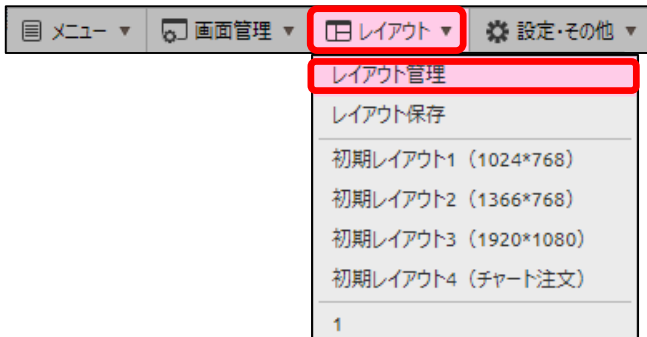 メニュー ▼ 画面管理 ▼ レイアウト ▼ 設定・その他 ▼
レイアウト管理
レイアウト保存
初期レイアウト1（1024*768）
初期レイアウト2（1366*768）
初期レイアウト3（1920*1080）
初期レイアウト4（チャート注文）
1